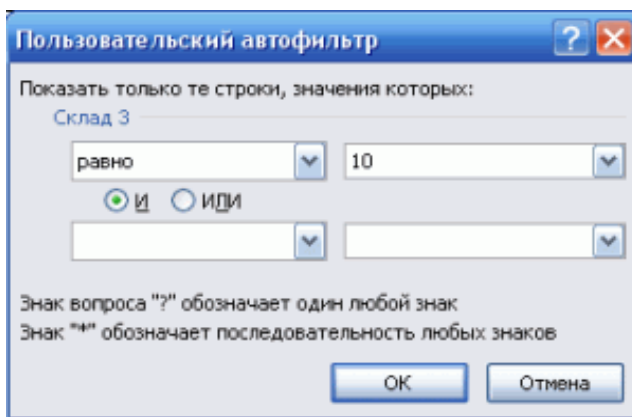 Пользовательский автофильтр
Показать только те строки, значения которых:
Склад 3
равно 10
И ИЛИ
Знак вопроса "?" обозначает один любой знак
Знак "*" обозначает последовательность любых знаков
ОК Отмена